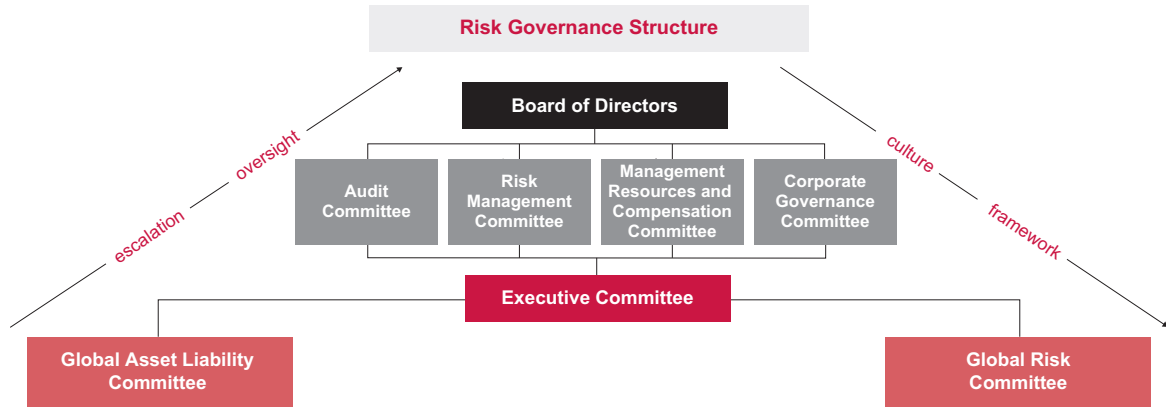 Risk Governance Structure
Board of Directors
oversight
escalation
culture
framework
Audit
Committee
Risk
Management
Committee
Management
Resources and
Compensation
Committee
Corporate
Governance
Committee
Executive Committee
Global Asset Liability
Committee
Global Risk
Committee